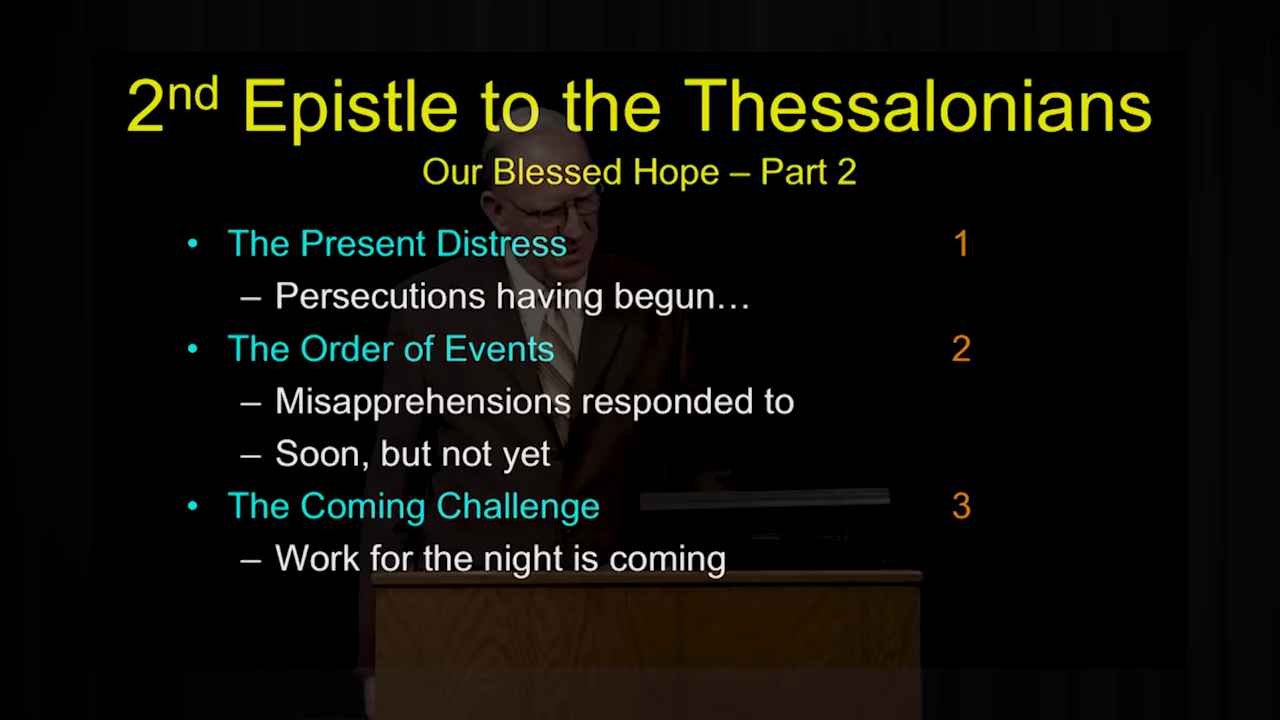 2nd Epistle to the Thessalonians
Our Blessed Hope – Part 2
• The Present Distress 1
– Persecutions having begun…
• The Order of Events 2
– Misapprehensions responded to
– Soon, but not yet
• The Coming Challenge 3
– Work for the night is coming